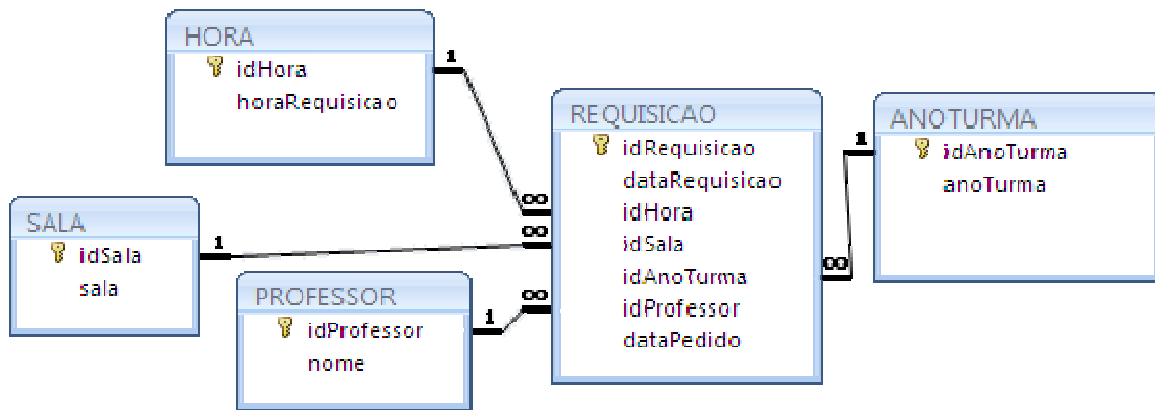 HORA
idHora
horaRequisicao
1
REQUISICAO
idRequisicao
dataRequisicao
idHora
idSala
idAnoTurma
idProfessor
dataPedido
∞
∞
∞
∞
ANOTURMA
idAnoTurma
anoTurma
1
SALA
idSala
sala
1
PROFESSOR
idProfessor
nome
1